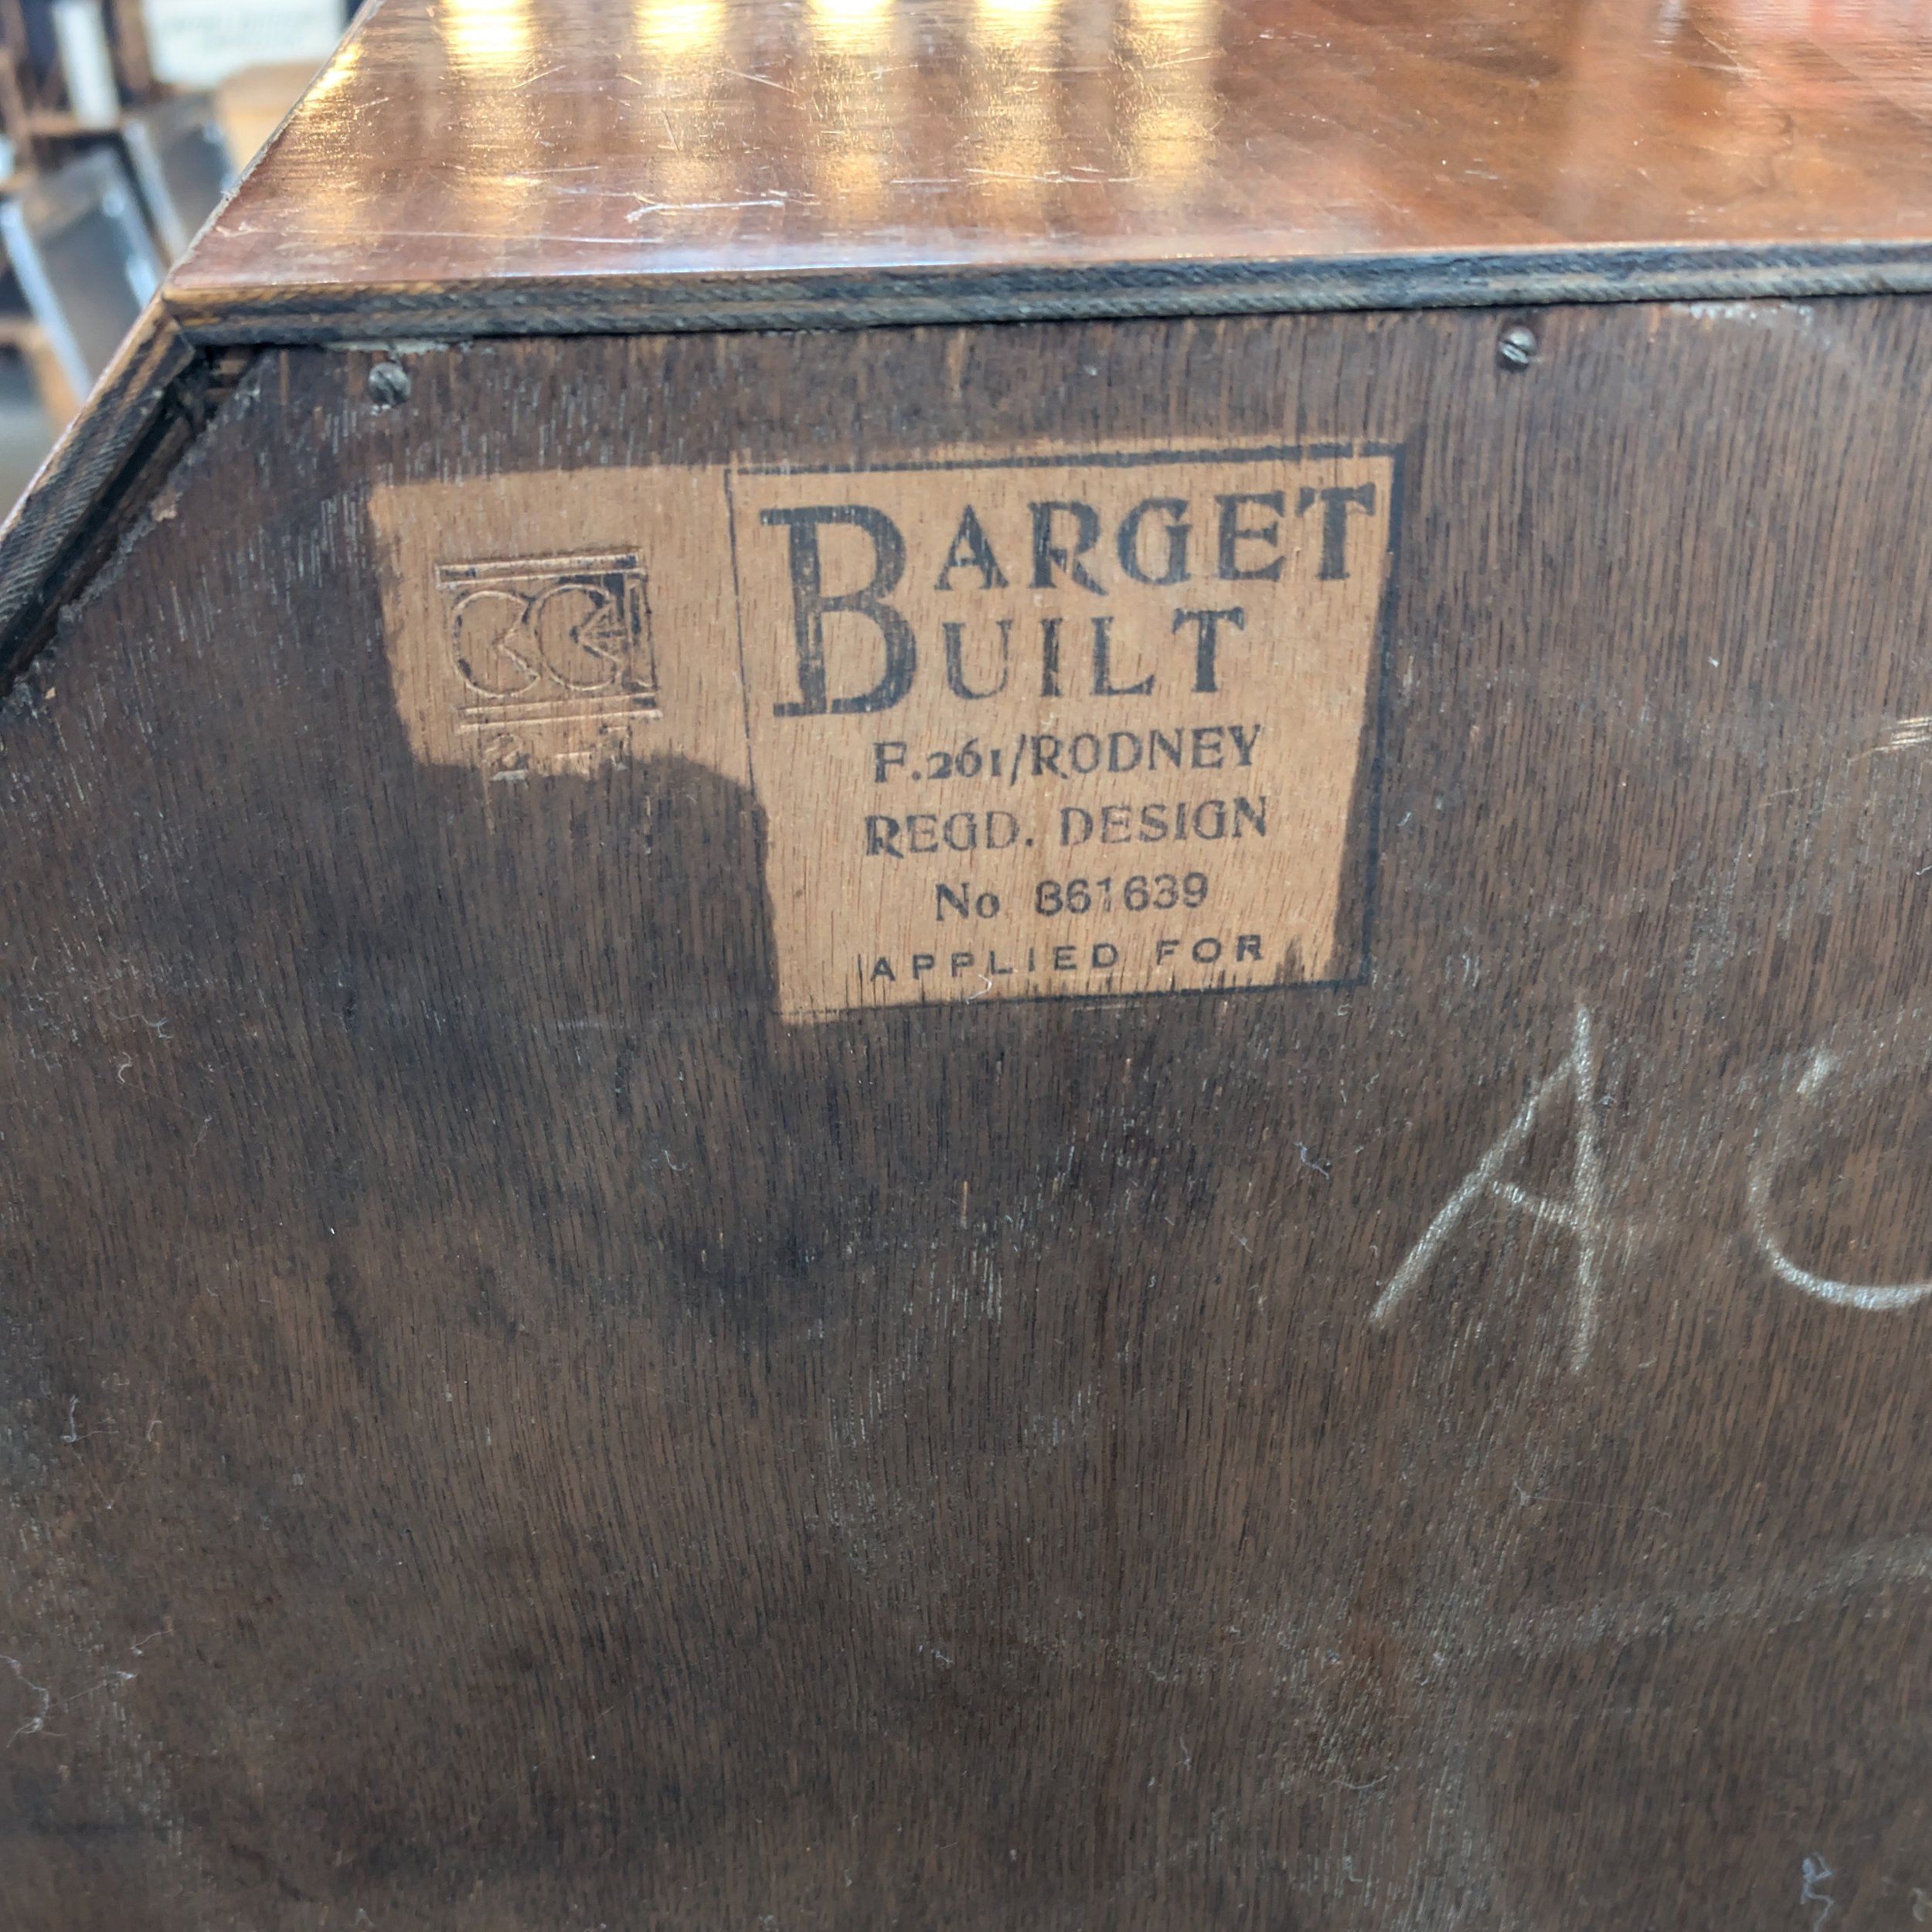 BARGET
BUILT
F.261/RODNEY
REGD. DESIGN
No 861639
APPLIED FOR